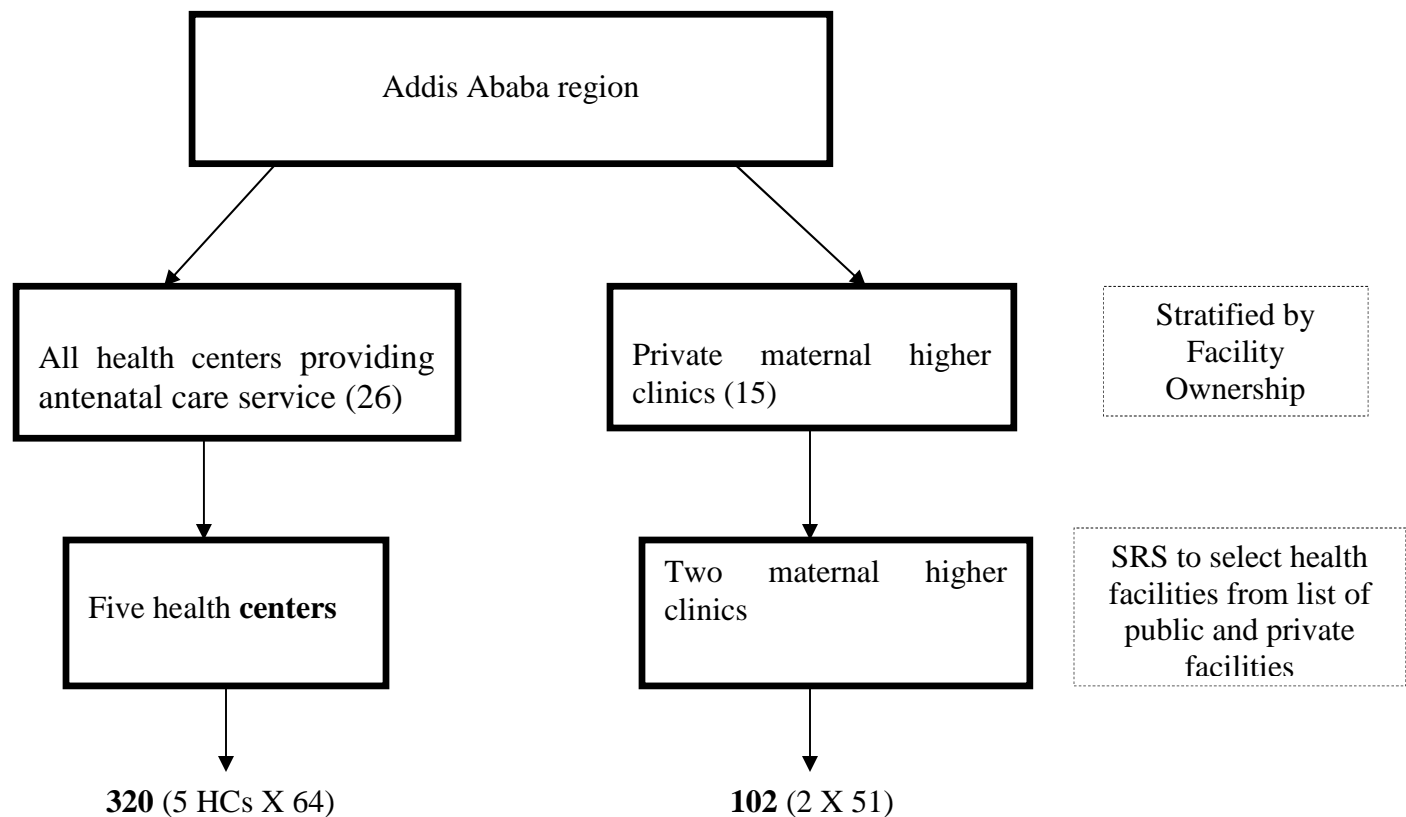 Addis Ababa region
All health centers providing
antenatal care service (26)
Private maternal higher
clinics (15)
Stratified by
Facility
Ownership
Five health centers
Two maternal higher
clinics
SRS to select health
facilities from list of
public and private
facilities
320 (5 HCs X 64)
102 (2 X 51)